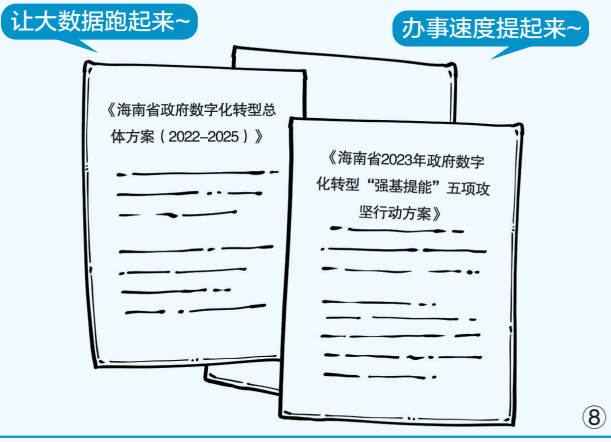 让大数据跑起来~
办事速度提起来~
《海南省政府数字化转型总
体方案（2022-2025）》
《海南省2023年政府数字
化转型“强基提能”五项攻
坚行动方案》
⑧